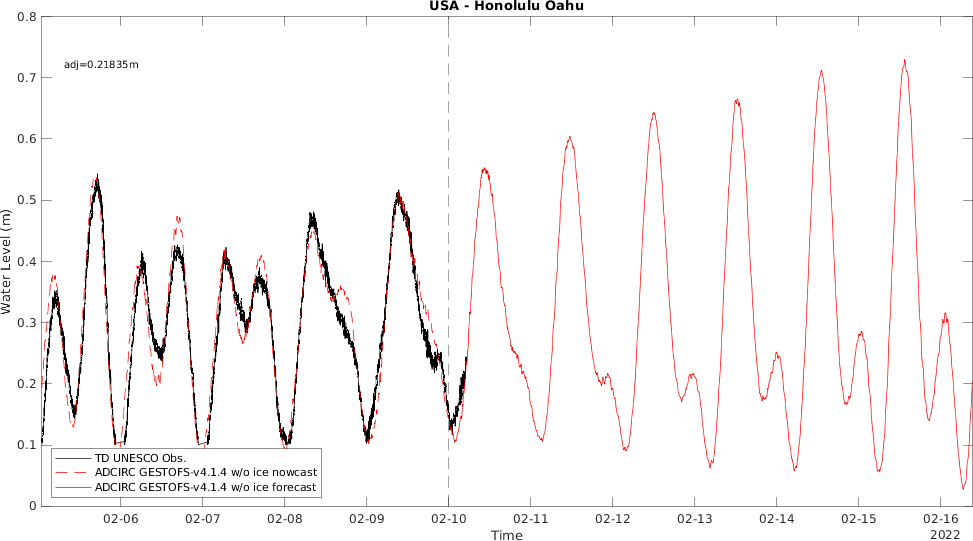 USA - Honolulu Oahu
0.8
adj=0.21835m
0.7
0.6
0.5
0.4
0.3
0.2
0.1
0
Water Level (m)
TD UNESCO Obs.
ADCIRC GESTOFS-v4.1.4 w/o ice nowcast
ADCIRC GESTOFS-v4.1.4 w/o ice forecast
02-06 02-07 02-08 02-09 02-10 02-11 02-12 02-13 02-14 02-15 02-16
Time
2022